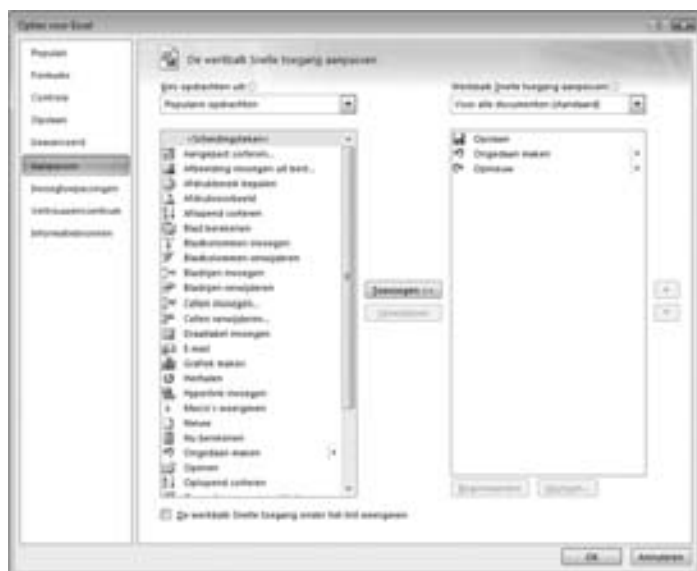 Opties voor Excel
Populair
Formules
Controle
Opslaan
Geavanceerd
Aanpassen
Invoegtoepassingen
Vertrouwenscentrum
Informatiebronnen
De werkbalk Snelle toegang aanpassen
Kies opdrachten uit:
Populaire opdrachten
<Scheidingsteken>
Aangepast sorteren...
Afbeelding invoegen uit best...
Afdrukbereik bepalen
Afdrukvoorbeeld
Aflopend sorteren
Blad berekenen
Bladkolommen invoegen
Bladkolommen verwijderen
Bladrijen invoegen
Bladrijen verwijderen
Cellen invoegen...
Cellen verwijderen...
Draaitabel invoegen
E-mail
Grafiek maken
Herhalen
Hyperlink invoegen
Macro's weergeven
Nieuw
Nu berekenen
Ongedaan maken
Openen
Oplopend sorteren
Toevoegen >>
Verwijderen
Werkbalk Snelle toegang aanpassen:
Voor alle documenten (standaard)
Opslaan
Ongedaan maken
Opnieuw
Wijzigen...
De werkbalk Snelle toegang onder het lint weergeven
OK
Annuleren